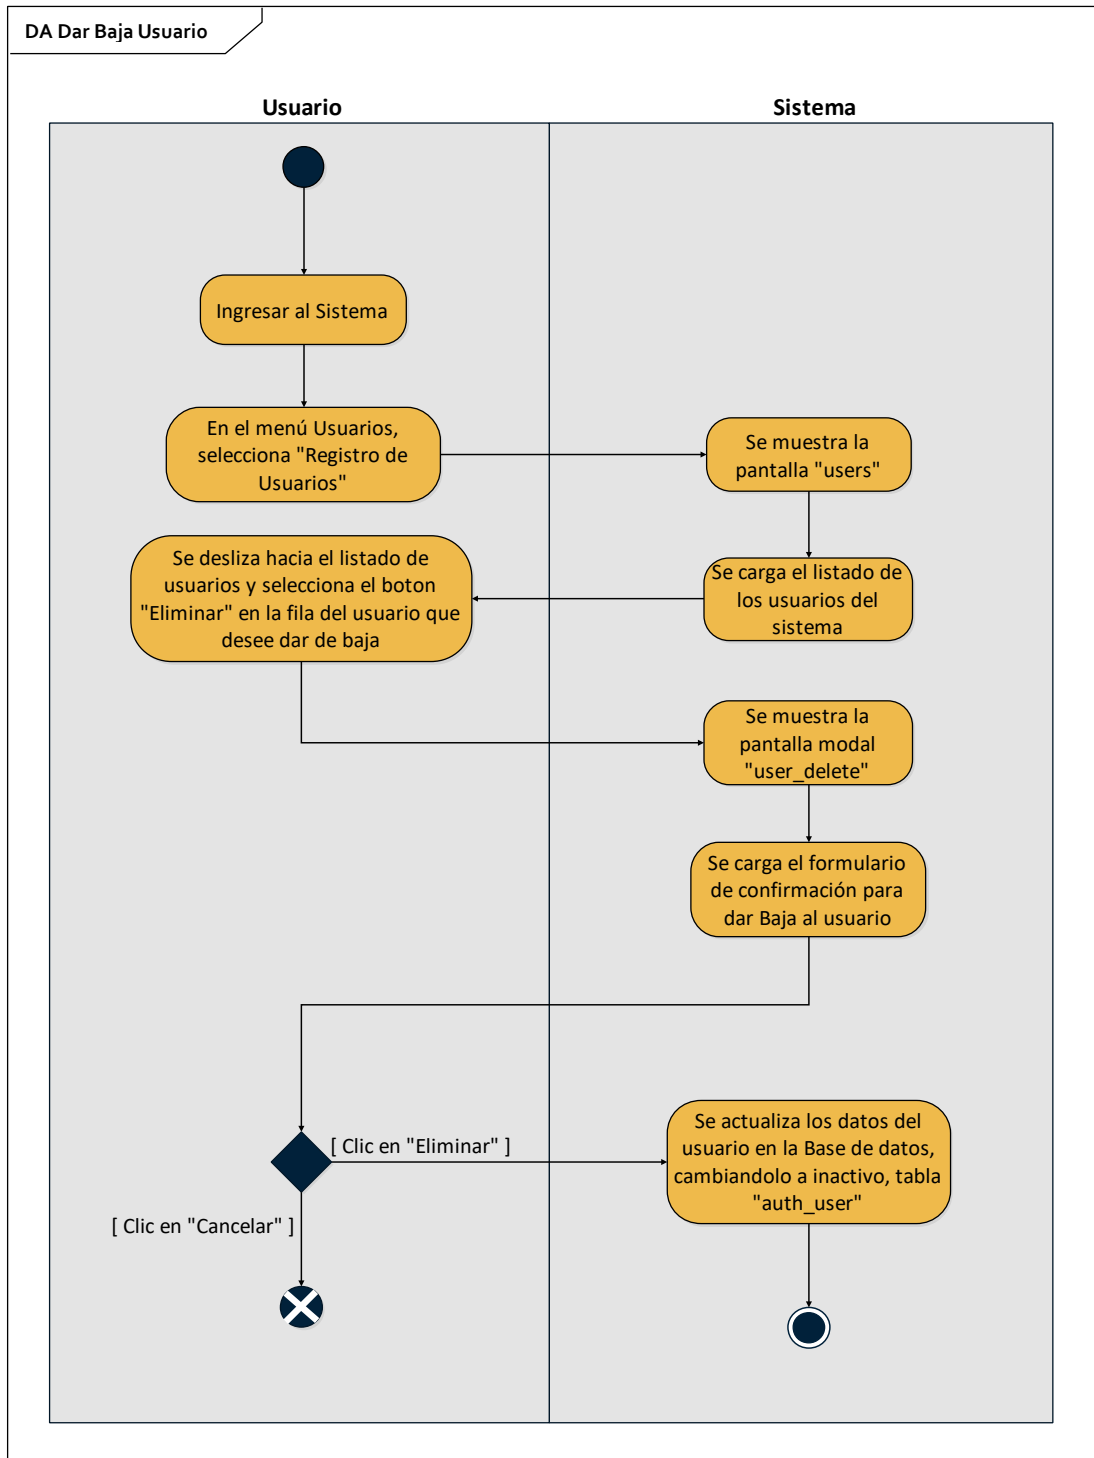 DA Dar Baja Usuario
Usuario
Sistema
Ingresar al Sistema
En el menú Usuarios,
selecciona "Registro de
Usuarios"
Se muestra la
pantalla "users"
Se desliza hacia el listado de
usuarios y selecciona el boton
"Eliminar" en la fila del usuario que
desee dar de baja
Se carga el listado de
los usuarios del
sistema
Se muestra la
pantalla modal
"user_delete"
Se carga el formulario
de confirmación para
dar Baja al usuario
[ Clic en "Eliminar" ]
Se actualiza los datos del
usuario en la Base de datos,
cambiandolo a inactivo, tabla
"auth_user"
[ Clic en "Cancelar" ]